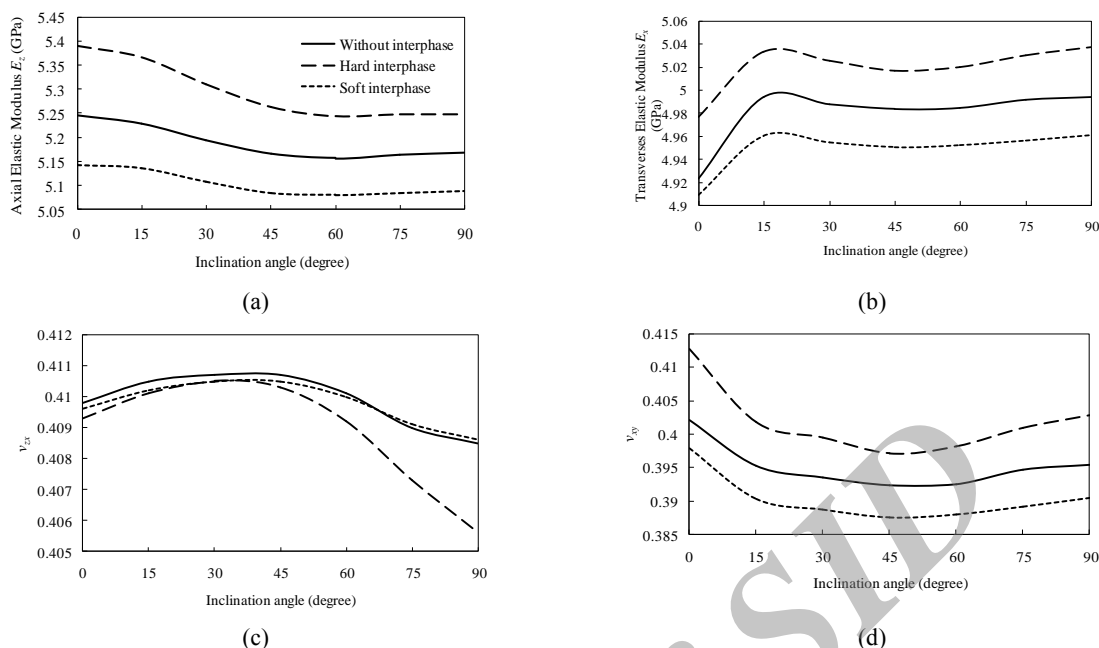 Axial Elastic Modulus E_z (GPa)
5.45
5.4
5.35
5.3
5.25
5.2
5.15
5.1
5.05
Without interphase
Hard interphase
Soft interphase
0 15 30 45 60 75 90
Inclination angle (degree)
(a)
Transverses Elastic Modulus E_x
(GPa)
5.06
5.04
5.02
5
4.98
4.96
4.94
4.92
4.9
0 15 30 45 60 75 90
Inclination angle (degree)
(b)
ν_zx
0.412
0.411
0.41
0.409
0.408
0.407
0.406
0.405
0 15 30 45 60 75 90
Inclination angle (degree)
(c)
ν_xy
0.415
0.41
0.405
0.4
0.395
0.39
0.385
0 15 30 45 60 75 90
Inclination angle (degree)
(d)
SID